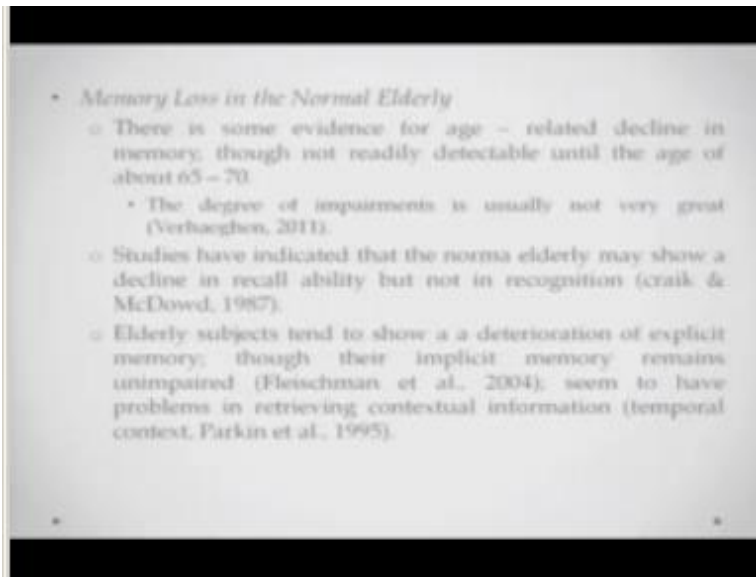 • Memory Loss in the Normal Elderly
o There is some evidence for age – related decline in
memory, though not readily detectable until the age of
about 65 – 70.
• The degree of impairments is usually not very great
(Verhaeghen, 2011).
o Studies have indicated that the norma elderly may show a
decline in recall ability but not in recognition (craik &
McDowd, 1987).
o Elderly subjects tend to show a a deterioration of explicit
memory; though their implicit memory remains
unimpaired (Fleischman et al., 2004); seem to have
problems in retrieving contextual information (temporal
context, Parkin et al., 1995).